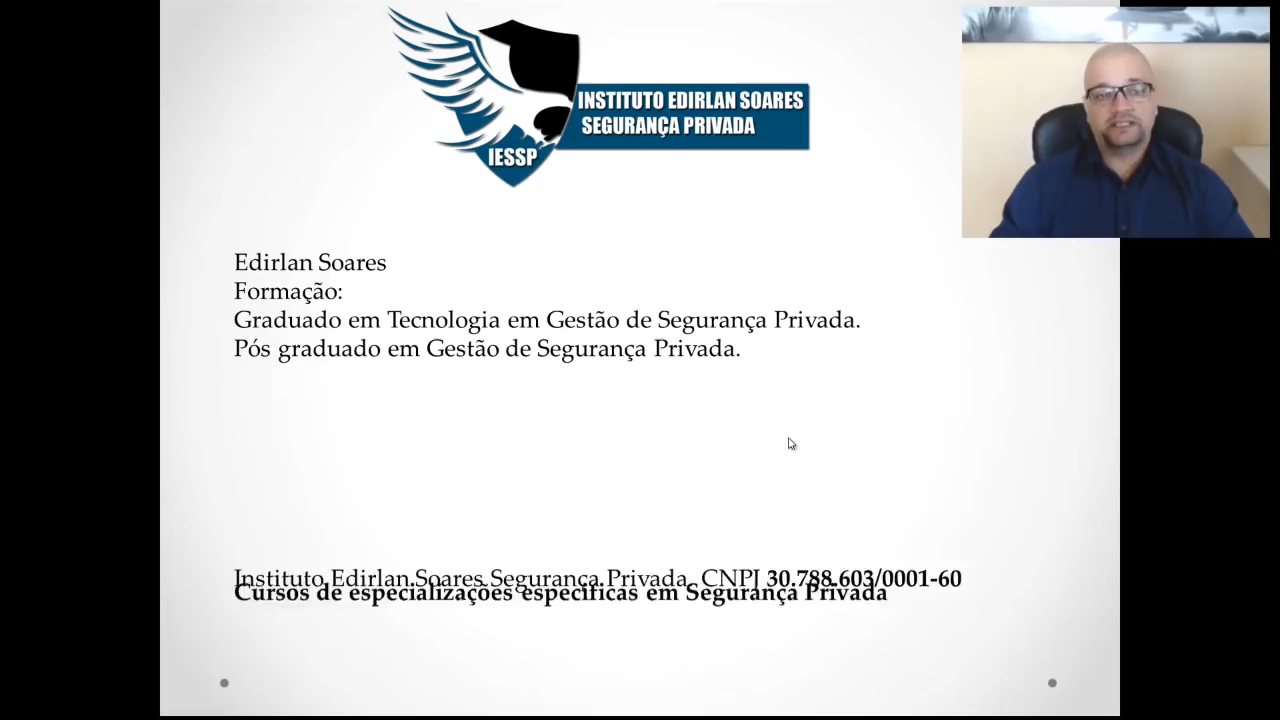 INSTITUTO EDIRLAN SOARES
SEGURANÇA PRIVADA
IESSP
Edirlan Soares
Formação:
Graduado em Tecnologia em Gestão de Segurança Privada.
Pós graduado em Gestão de Segurança Privada.
Instituto Edirlan Soares Segurança Privada, CNPJ 30.788.603/0001-60
Cursos de especializações especificas em Segurança Privada